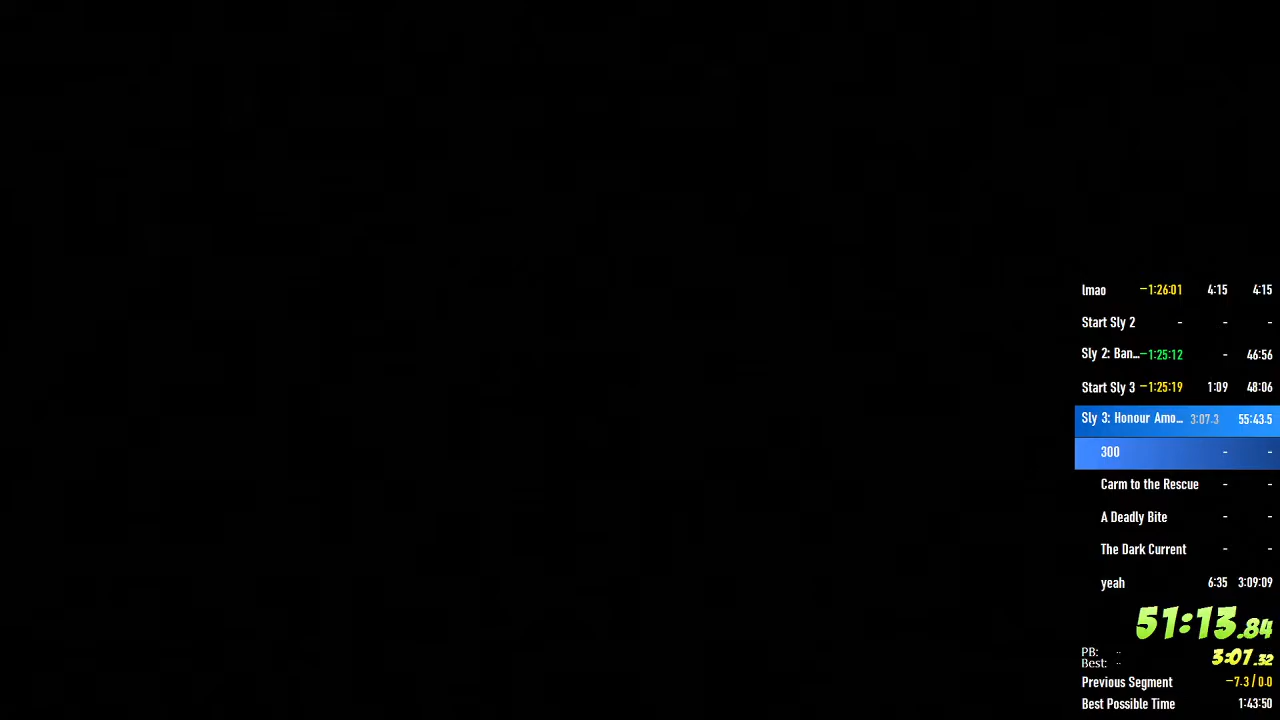 lmao −1:26:01 4:15 4:15
Start Sly 2 - - -
Sly 2: Ban... −1:25:12 - 46:56
Start Sly 3 −1:25:19 1:09 48:06
Sly 3: Honour Amo... 3:07.3 55:43.5
300 - -
Carm to the Rescue - -
A Deadly Bite - -
The Dark Current - -
yeah 6:35 3:09:09
51:13.84
PB: -- 3:07.32
Best: --
Previous Segment −7.3 / 0.0
Best Possible Time 1:43:50